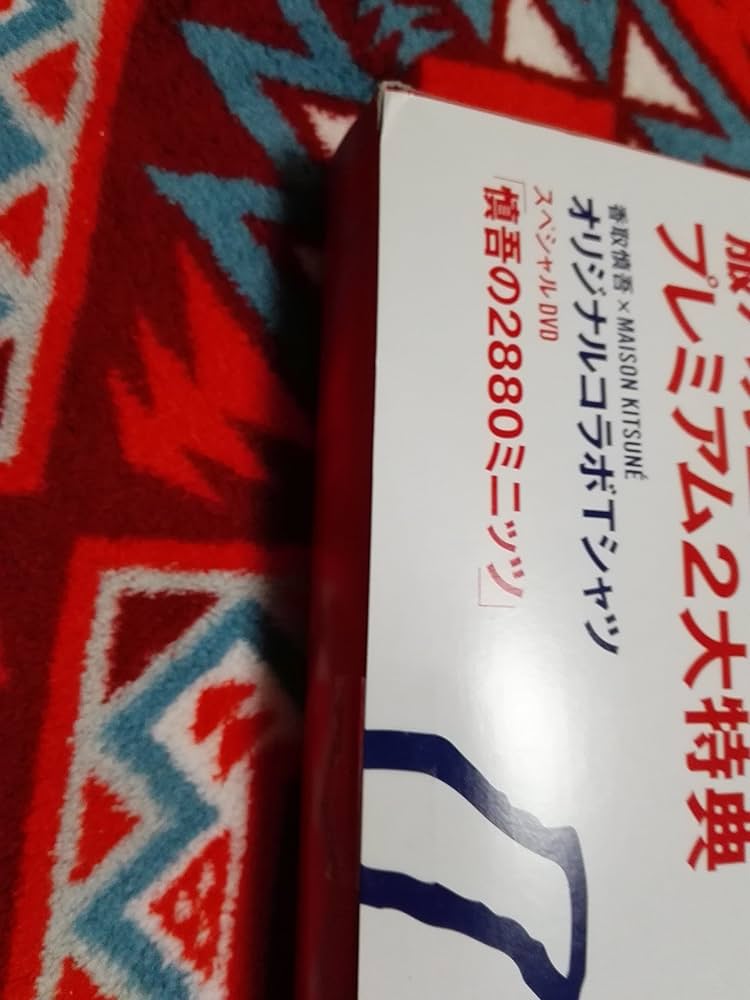 プレミアム2大特典
香取慎吾×MAISON KITSUNÉ
オリジナルコラボTシャツ
スペシャルDVD
「慎吾の2880ミニッツ」